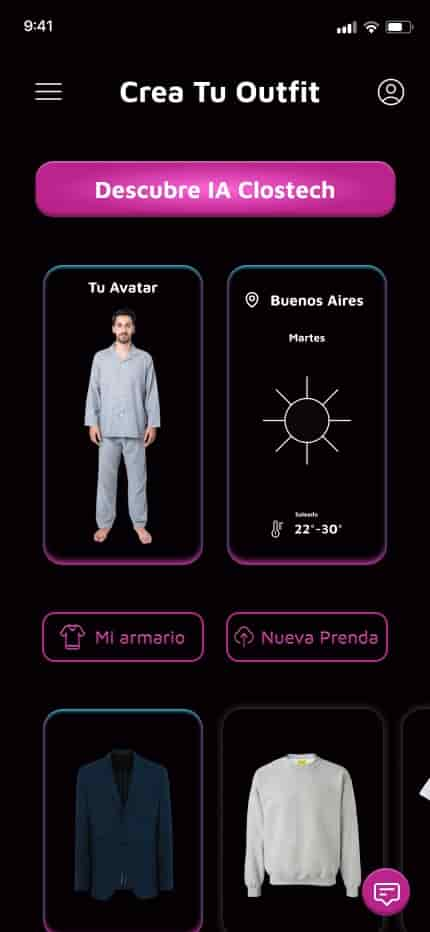 9:41
Crea Tu Outfit
Descubre IA Clostech
Tu Avatar
Buenos Aires
Martes
Soleado
22°-30°
Mi armario
Nueva Prenda